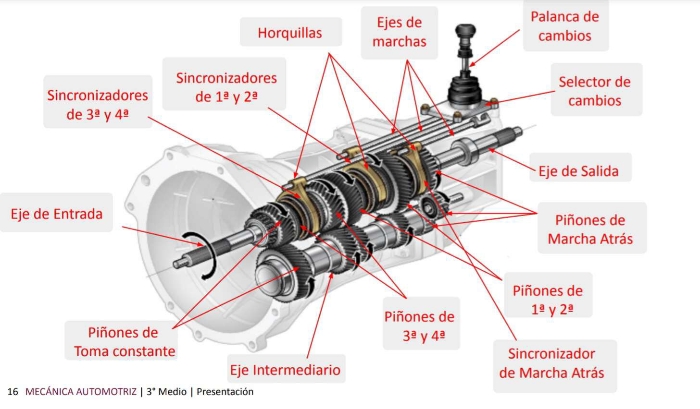 Palanca de
cambios
Ejes de
marchas
Horquillas
Sincronizadores
de 1ª y 2ª
Selector de
cambios
Sincronizadores
de 3ª y 4ª
Eje de Salida
Eje de Entrada
Piñones de
Marcha Atrás
Piñones de
1ª y 2ª
Piñones de
3ª y 4ª
Piñones de
Toma constante
Sincronizador
de Marcha Atrás
Eje Intermediario
16 MECÁNICA AUTOMOTRIZ | 3° Medio | Presentación